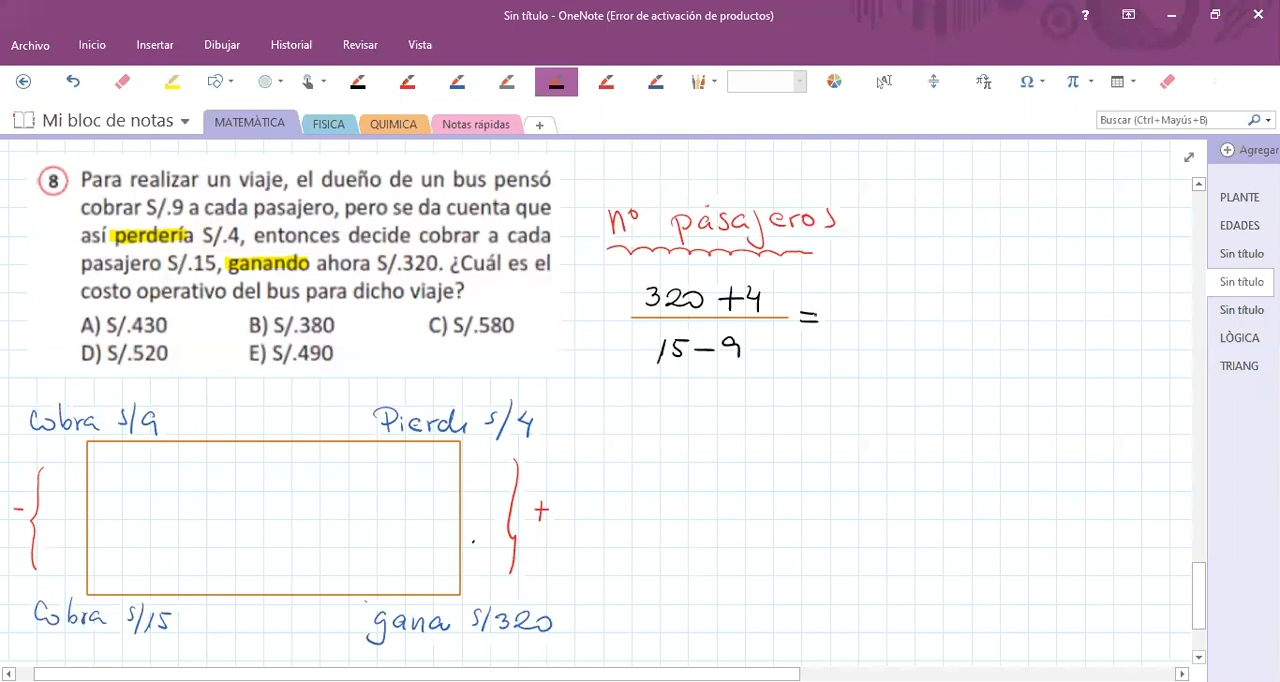 Sin título - OneNote (Error de activación de productos)
?
Archivo Inicio Insertar Dibujar Historial Revisar Vista
Mi bloc de notas
MATEMÀTICA FISICA QUIMICA Notas rápidas +
Buscar (Ctrl+Mayús+B)
Agregar
PLANTE
EDADES
Sin título
Sin título
Sin título
LÒGICA
TRIANG
8 Para realizar un viaje, el dueño de un bus pensó
cobrar S/.9 a cada pasajero, pero se da cuenta que
así perdería S/.4, entonces decide cobrar a cada
pasajero S/.15, ganando ahora S/.320. ¿Cuál es el
costo operativo del bus para dicho viaje?
A) S/.430 B) S/.380 C) S/.580
D) S/.520 E) S/.490
nº pasajeros
320 + 4
=
15 - 9
Cobra s/9 Pierde s/4
- { } +
Cobra s/15 gana s/320